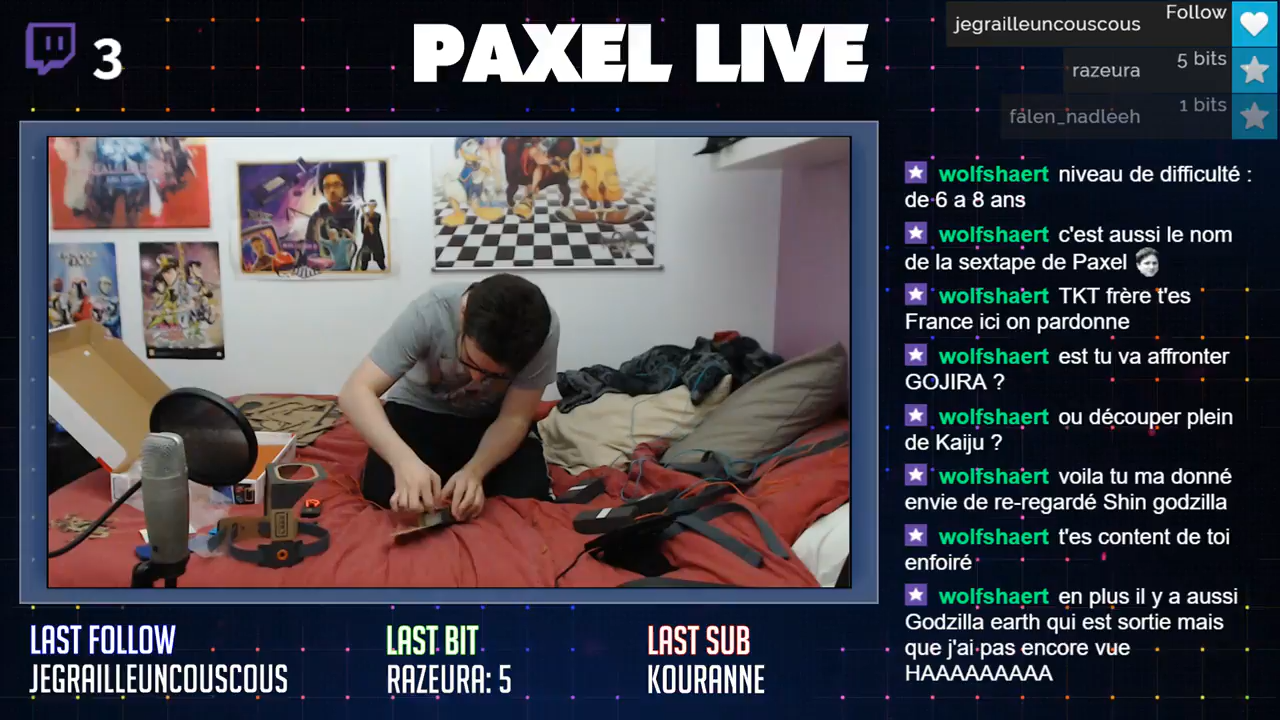 3
PAXEL LIVE
jegrailleuncouscous Follow
razeura 5 bits
falen_nadleeh 1 bits
wolfshaert niveau de difficulté :
de 6 a 8 ans
wolfshaert c'est aussi le nom
de la sextape de Paxel
wolfshaert TKT frère t'es
France ici on pardonne
wolfshaert est tu va affronter
GOJIRA ?
wolfshaert ou découper plein
de Kaiju ?
wolfshaert voila tu ma donné
envie de re-regardé Shin godzilla
wolfshaert t'es content de toi
enfoiré
wolfshaert en plus il y a aussi
Godzilla earth qui est sortie mais
que j'ai pas encore vue
HAAAAAAAAA
LAST FOLLOW
JEGRAILLEUNCOUSCOUS
LAST BIT
RAZEURA: 5
LAST SUB
KOURANNE